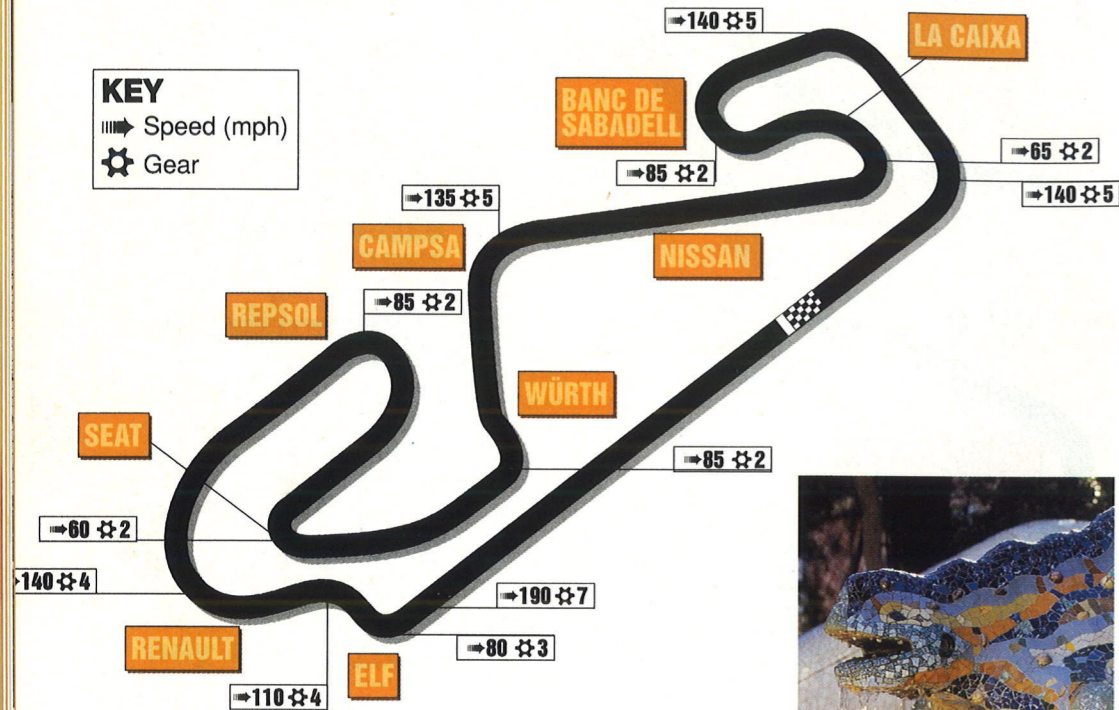 140 5
LA CAIXA
KEY
Speed (mph)
Gear
BANC DE
SABADELL
65 2
85 2
140 5
135 5
CAMPSA
NISSAN
85 2
REPSOL
WÜRTH
SEAT
85 2
60 2
140 4
190 7
RENAULT
80 3
ELF
110 4